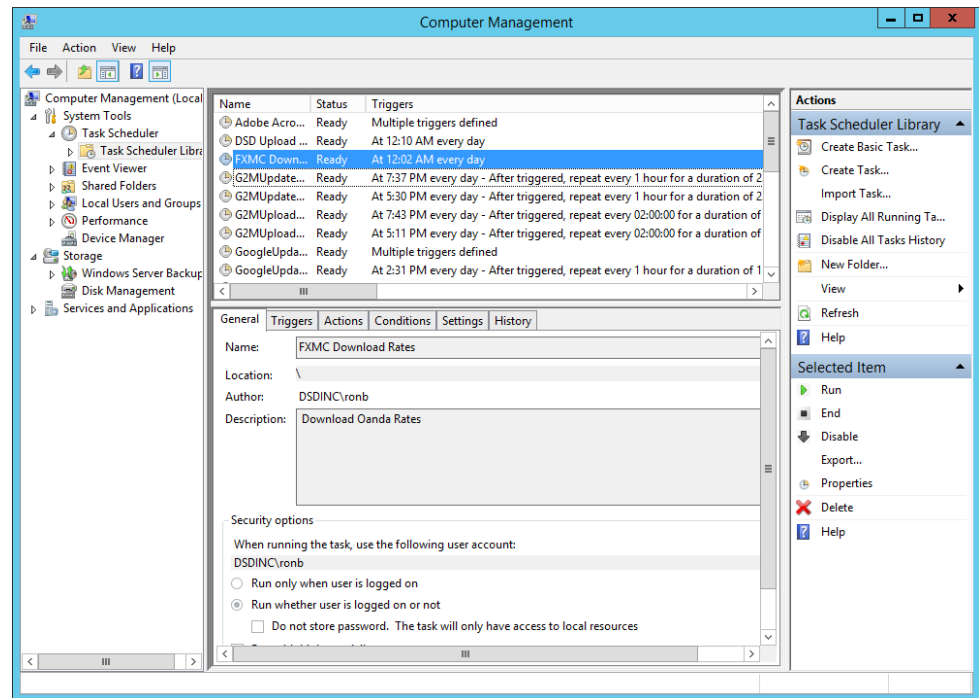 Computer Management
File Action View Help
Computer Management (Local
System Tools
Task Scheduler
Task Scheduler Libra
Event Viewer
Shared Folders
Local Users and Groups
Performance
Device Manager
Storage
Windows Server Backup
Disk Management
Services and Applications
Name Status Triggers
Adobe Acro... Ready Multiple triggers defined
DSD Upload ... Ready At 12:10 AM every day
FXMC Down... Ready At 12:02 AM every day
G2MUpdate... Ready At 7:37 PM every day - After triggered, repeat every 1 hour for a duration of 2
G2MUpdate... Ready At 5:30 PM every day - After triggered, repeat every 1 hour for a duration of 2
G2MUpload... Ready At 7:43 PM every day - After triggered, repeat every 02:00:00 for a duration of
G2MUpload... Ready At 5:11 PM every day - After triggered, repeat every 02:00:00 for a duration of
GoogleUpda... Ready Multiple triggers defined
GoogleUpda... Ready At 2:31 PM every day - After triggered, repeat every 1 hour for a duration of 1
General Triggers Actions Conditions Settings History
Name: FXMC Download Rates
Location: \
Author: DSDINC\ronb
Description: Download Oanda Rates
Security options
When running the task, use the following user account:
DSDINC\ronb
Run only when user is logged on
Run whether user is logged on or not
Do not store password. The task will only have access to local resources
Actions
Task Scheduler Library
Create Basic Task...
Create Task...
Import Task...
Display All Running Ta...
Disable All Tasks History
New Folder...
View
Refresh
Help
Selected Item
Run
End
Disable
Export...
Properties
Delete
Help